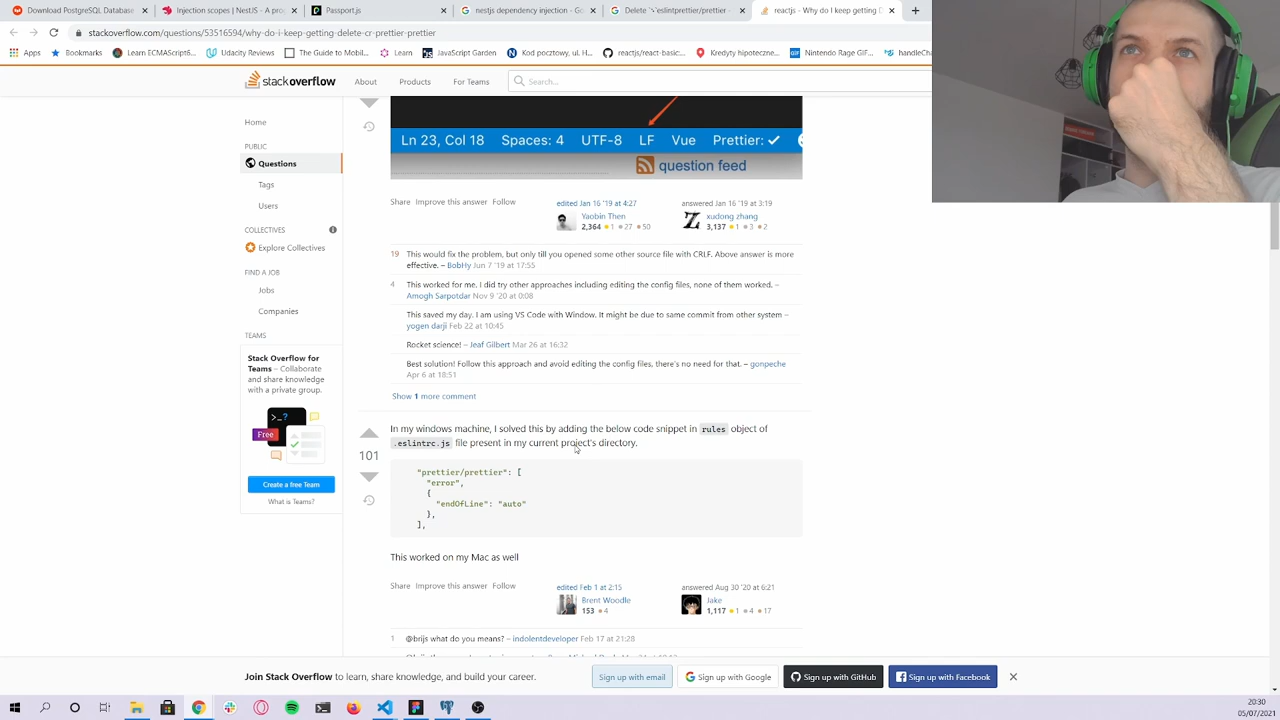 Download PostgreSQL Database
Injection scopes | NestJS - A pro
Passport.js
nestjs dependency injection - Go
Delete `␍`eslintprettier/prettier -
reactjs - Why do I keep getting D
stackoverflow.com/questions/53516594/why-do-i-keep-getting-delete-cr-prettier-prettier
Apps
Bookmarks
Learn ECMAScript6...
Udacity Reviews
The Guide to Mobil...
Learn
JavaScript Garden
Kod pocztowy, ul. H...
reactjs/react-basic...
Kredyty hipoteczne...
Nintendo Rage GIF...
handleCha
stackoverflow
About
Products
For Teams
Search...
Ln 23, Col 18 Spaces: 4 UTF-8 LF Vue Prettier: ✓
question feed
Home
PUBLIC
Questions
Tags
Users
COLLECTIVES
Explore Collectives
FIND A JOB
Jobs
Companies
TEAMS
Stack Overflow for
Teams – Collaborate
and share knowledge
with a private group.
Free
Create a free Team
What is Teams?
Share Improve this answer Follow
edited Jan 16 '19 at 4:27
Yaobin Then
2,364 1 27 50
answered Jan 16 '19 at 3:19
xudong zhang
3,137 1 3 2
19 This would fix the problem, but only till you opened some other source file with CRLF. Above answer is more
effective. – BobHy Jun 7 '19 at 17:55
4 This worked for me. I did try other approaches including editing the config files, none of them worked. –
Amogh Sarpotdar Nov 9 '20 at 0:08
This saved my day. I am using VS Code with Window. It might be due to same commit from other system –
yogen darji Feb 22 at 10:45
Rocket science! – Jeaf Gilbert Mar 26 at 16:32
Best solution! Follow this approach and avoid editing the config files, there's no need for that. – gonpeche
Apr 6 at 18:51
Show 1 more comment
101
In my windows machine, I solved this by adding the below code snippet in rules object of
.eslintrc.js file present in my current project's directory.
"prettier/prettier": [
"error",
{
"endOfLine": "auto"
},
],
This worked on my Mac as well
Share Improve this answer Follow
edited Feb 1 at 2:15
Brent Woodle
153 4
answered Aug 30 '20 at 6:21
Jake
1,117 1 4 17
1 @brijs what do you means? – indolentdeveloper Feb 17 at 21:28
Join Stack Overflow to learn, share knowledge, and build your career.
Sign up with email
Sign up with Google
Sign up with GitHub
Sign up with Facebook
20:30
05/07/2021